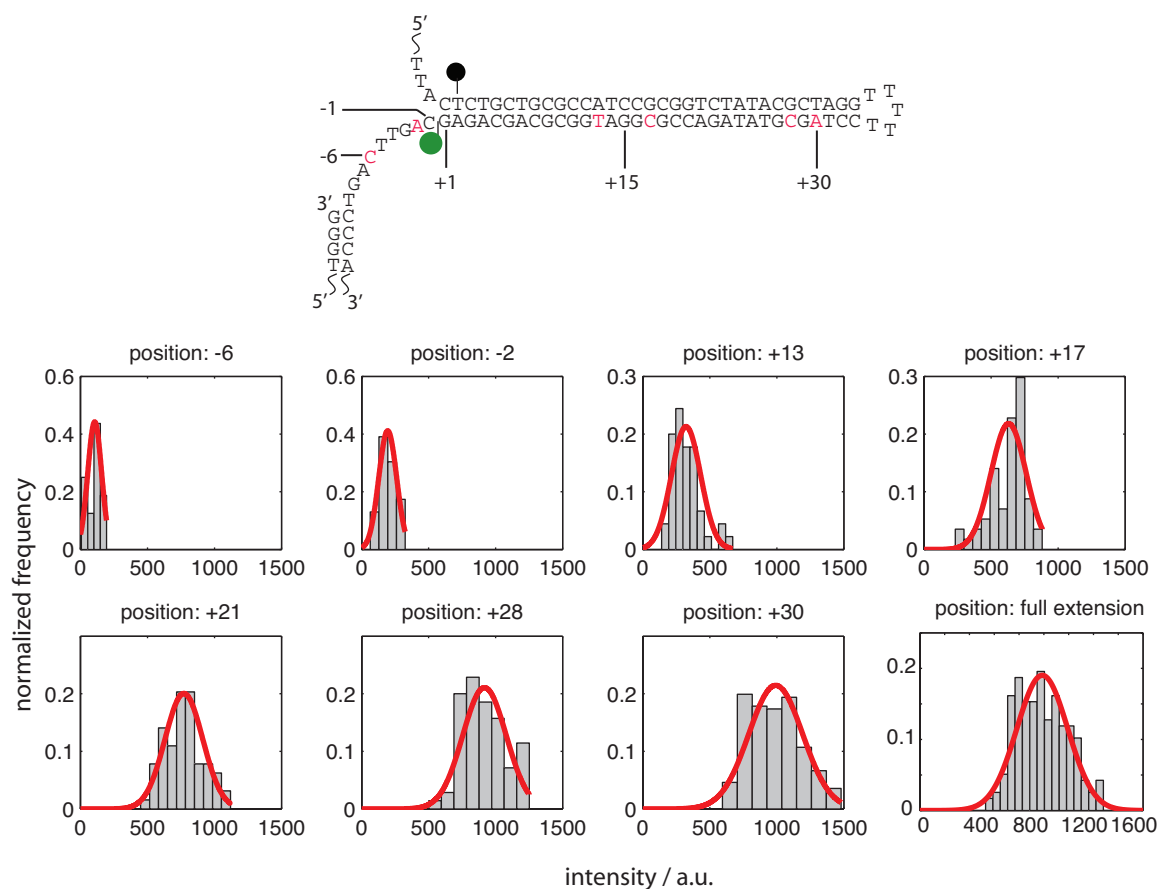 5'
T
T
A
CTCTGCTGCGCCATCCGCGGTCTATACGCTAGG
T
T
T
T
T
-1
GAGACGACGCGGTAGGCGCCAGATATGCGATCC
C
A
G
T
T
C
A
G
T
-6
+1
+15
+30
3'
GC
GC
GC
TA
5' 3'
position: -6
position: -2
position: +13
position: +17
0.6
0.4
0.2
0
0 500 1000 1500
0.6
0.4
0.2
0
0 500 1000 1500
0.3
0.2
0.1
0
0 500 1000 1500
0.3
0.2
0.1
0
0 500 1000 1500
position: +21
position: +28
position: +30
position: full extension
0.2
0.1
0
0 500 1000 1500
0.2
0.1
0
0 500 1000 1500
0.2
0.1
0
0 500 1000 1500
0.2
0.1
0
0 400 800 1200 1600
normalized frequency
intensity / a.u.